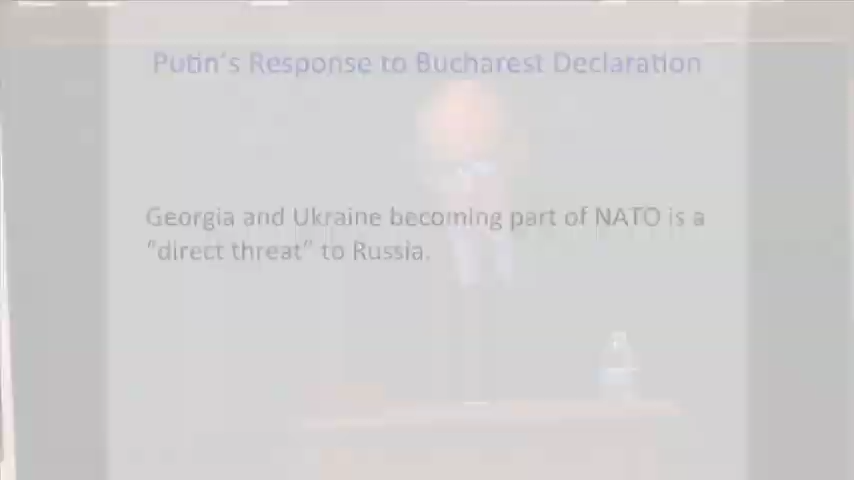 Putin's Response to Bucharest Declaration
Georgia and Ukraine becoming part of NATO is a
"direct threat" to Russia.